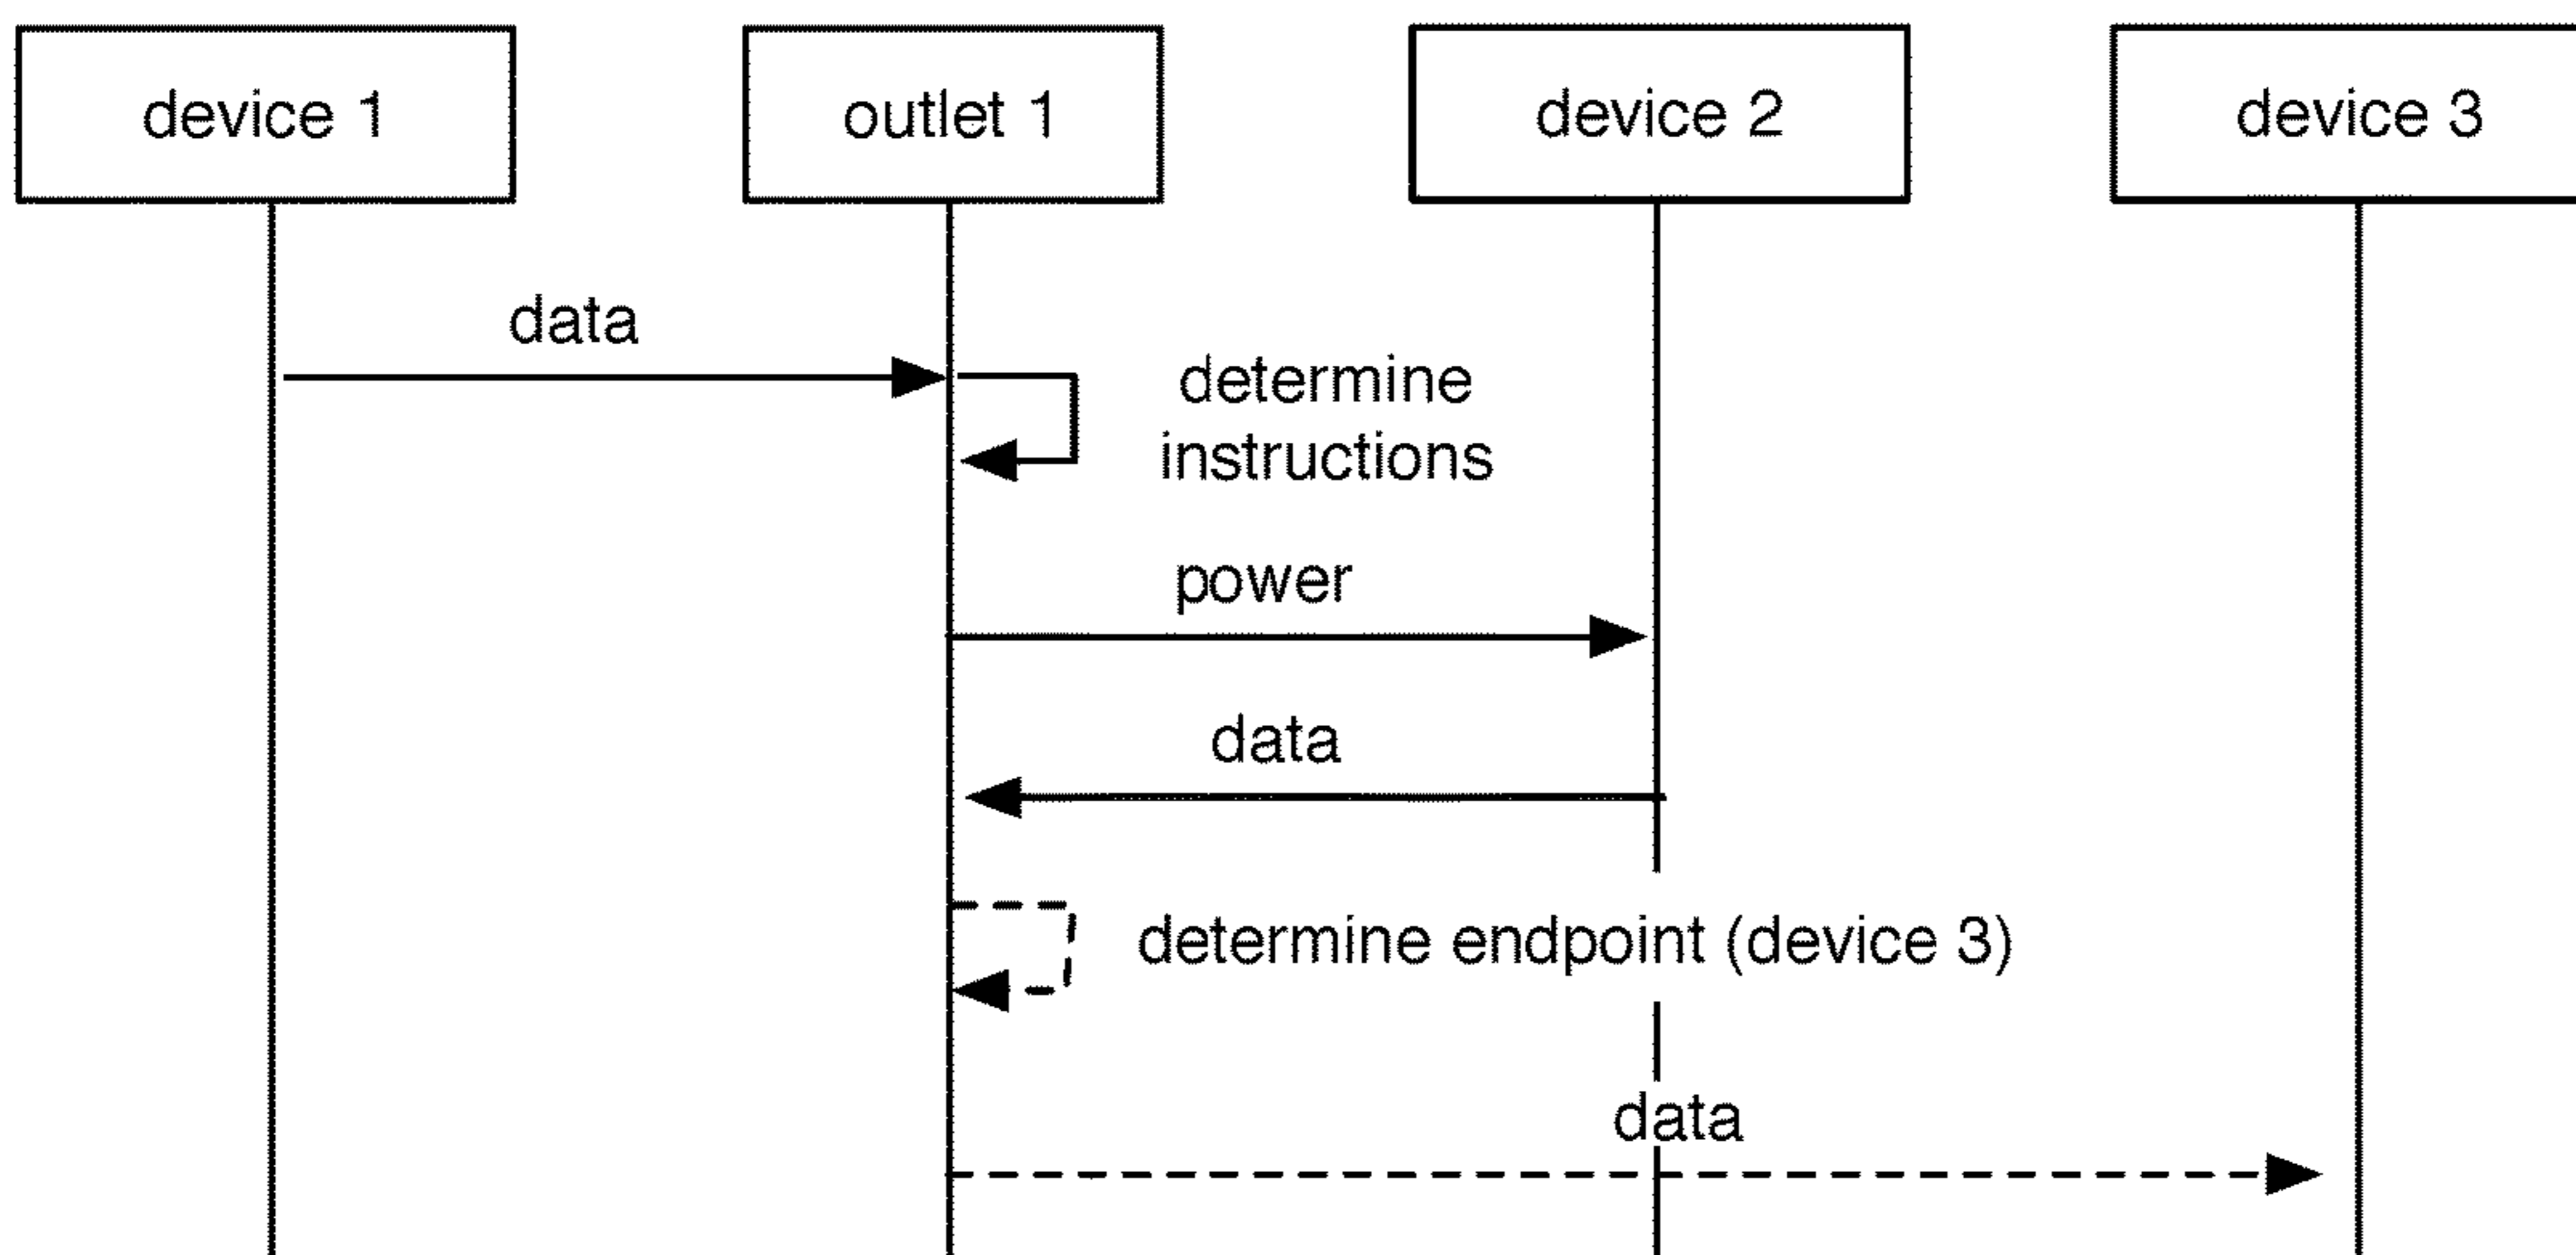 device 1
outlet 1
device 2
device 3
data
determine
instructions
power
data
determine endpoint (device 3)
data